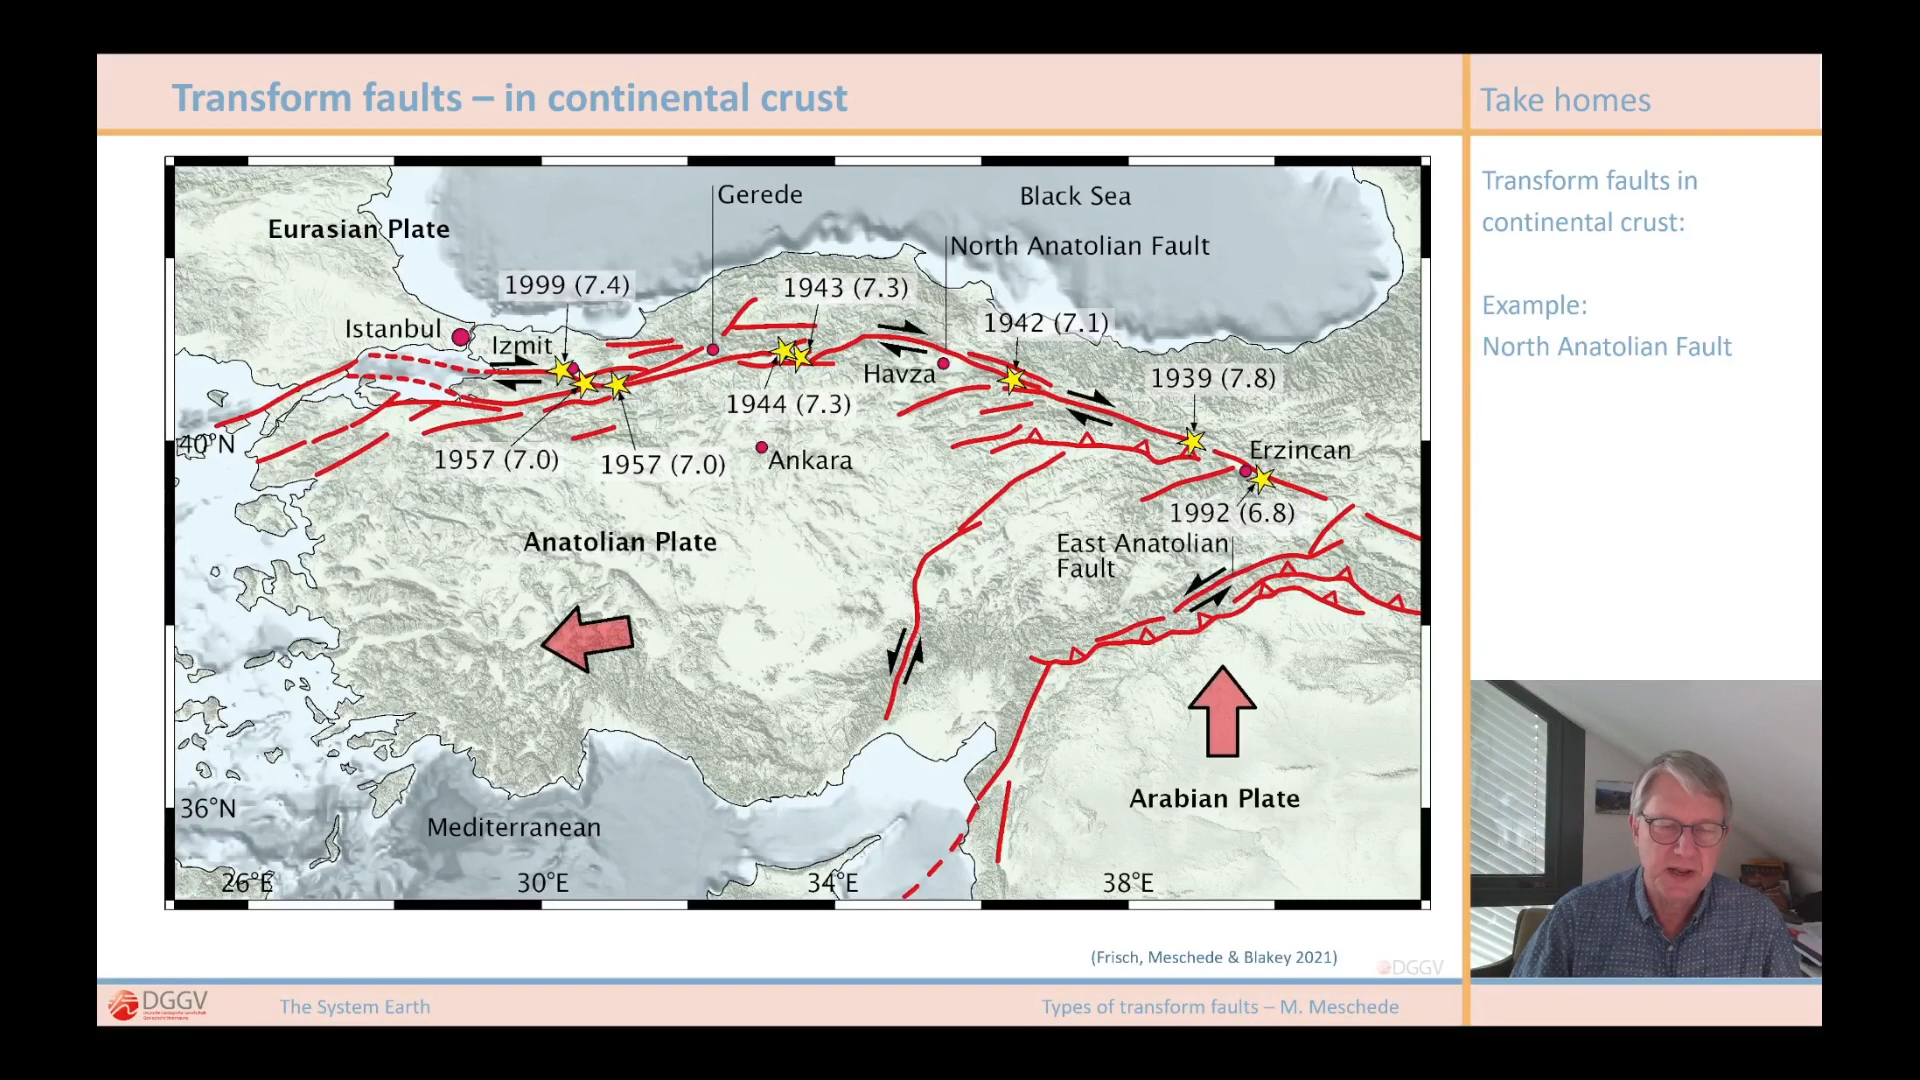 Transform faults – in continental crust
Take homes
Transform faults in
continental crust:
Example:
North Anatolian Fault
Gerede
Black Sea
Eurasian Plate
North Anatolian Fault
1999 (7.4)
1943 (7.3)
1942 (7.1)
Istanbul
Izmit
Havza
1939 (7.8)
1944 (7.3)
40°N
1957 (7.0)
1957 (7.0)
Ankara
Erzincan
1992 (6.8)
Anatolian Plate
East Anatolian
Fault
Arabian Plate
36°N
Mediterranean
26°E
30°E
34°E
38°E
(Frisch, Meschede & Blakey 2021)
DGGV
DGGV
The System Earth
Types of transform faults – M. Meschede